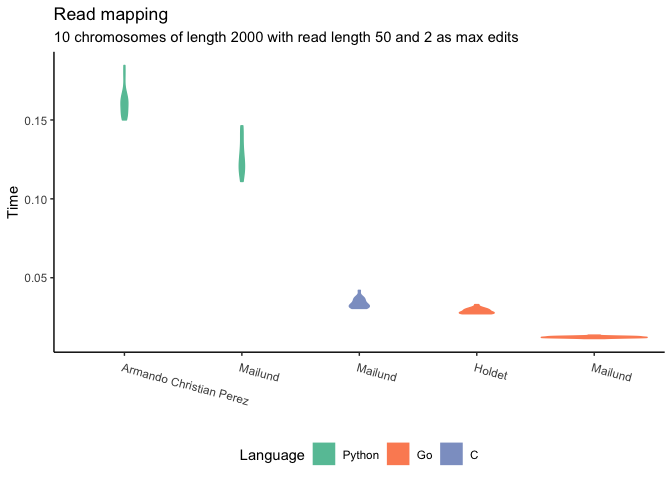 Read mapping
10 chromosomes of length 2000 with read length 50 and 2 as max edits
Time
0.15
0.10
0.05
Armando Christian Perez
Mailund
Mailund
Holdet
Mailund
Language Python Go C